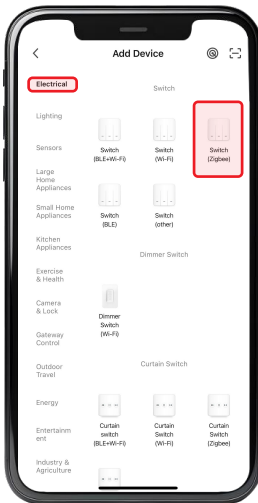 Add Device
Electrical
Lighting
Sensors
Large
Home
Appliances
Small Home
Appliances
Kitchen
Appliances
Exercise
& Health
Camera
& Lock
Gateway
Control
Outdoor
Travel
Energy
Entertainm
ent
Industry &
Agriculture
Switch
Switch
(BLE+Wi-Fi)
Switch
(Wi-Fi)
Switch
(Zigbee)
Switch
(BLE)
Switch
(other)
Dimmer Switch
Dimmer
Switch
(Wi-Fi)
Curtain Switch
Curtain
switch
(BLE+Wi-Fi)
Curtain
Switch
(Wi-Fi)
Curtain
Switch
(Zigbee)